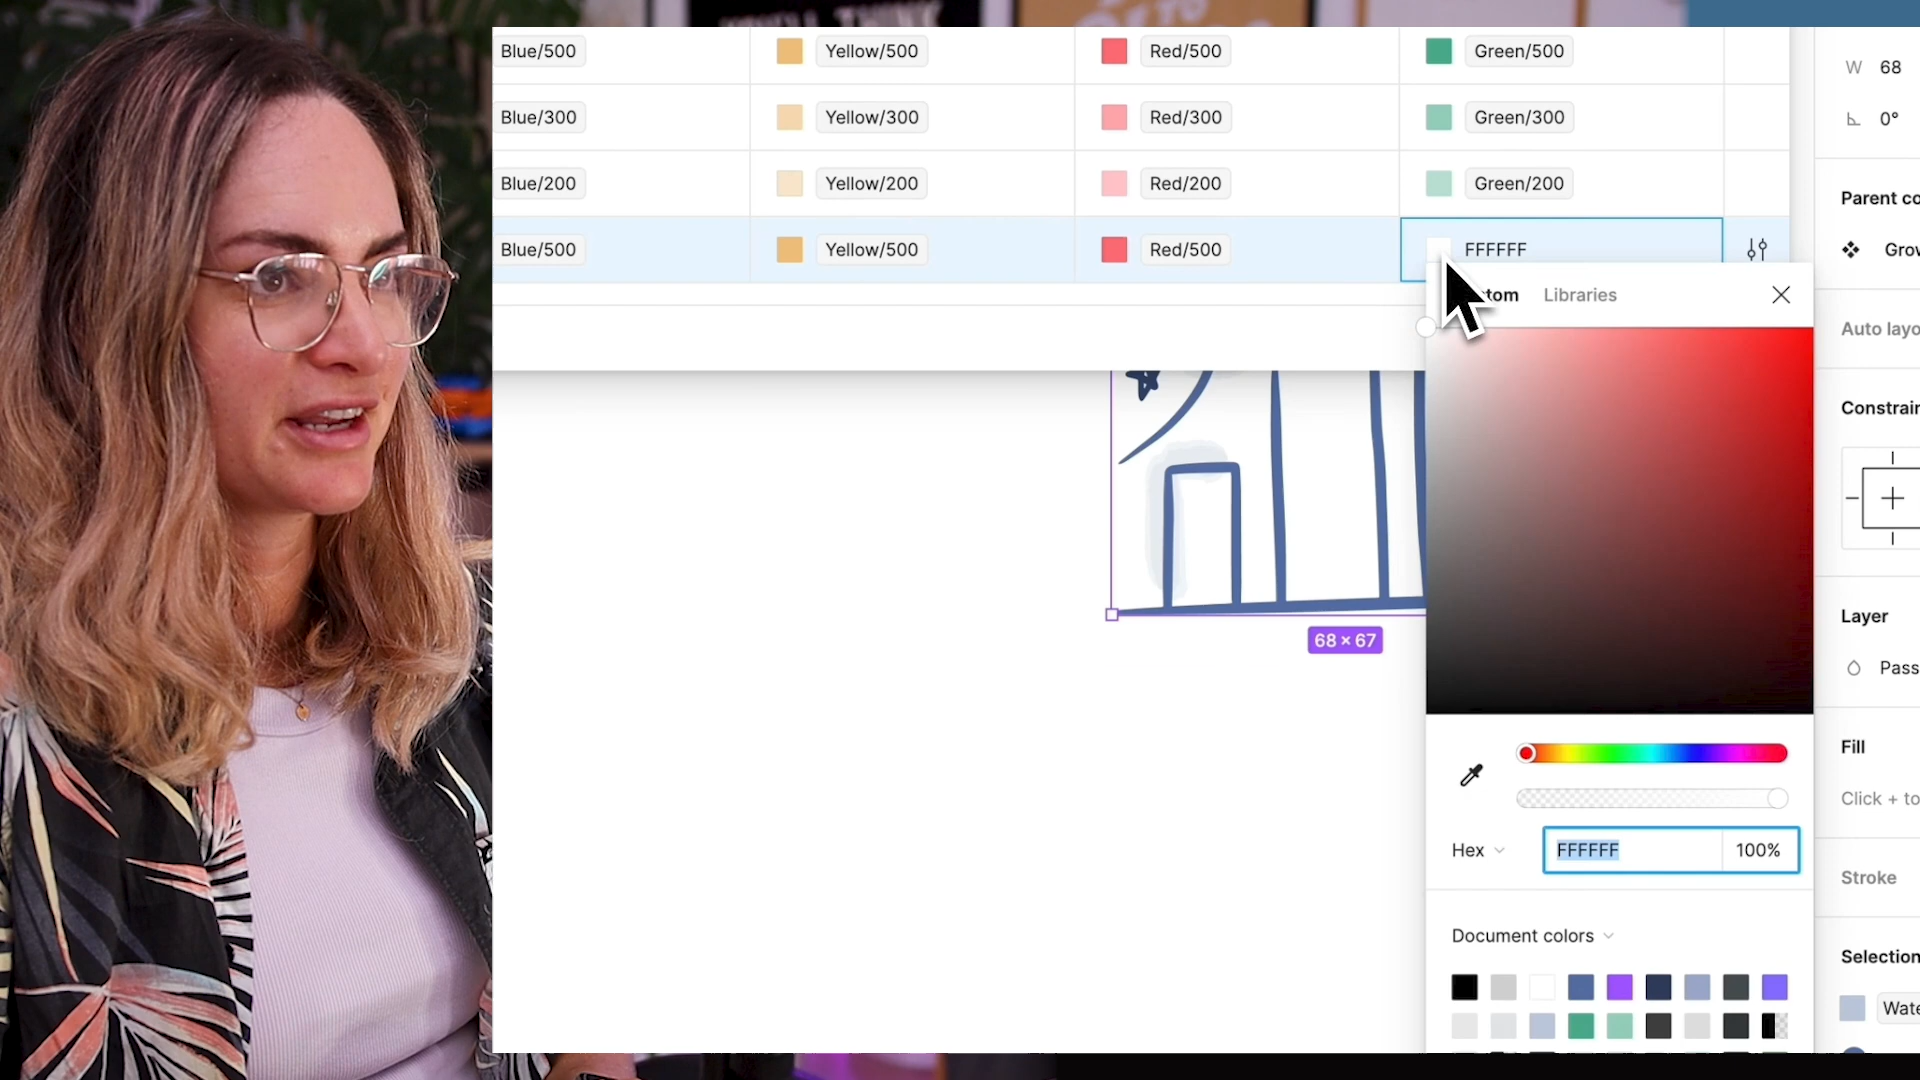 Blue/500 Yellow/500 Red/500 Green/500
Blue/300 Yellow/300 Red/300 Green/300
Blue/200 Yellow/200 Red/200 Green/200
Blue/500 Yellow/500 Red/500 FFFFFF
tom Libraries
68 × 67
Hex FFFFFF 100%
Document colors
W 68
0°
Parent co
Grow
Auto layo
Constrain
Layer
Pass
Fill
Click + to
Stroke
Selection
Wate